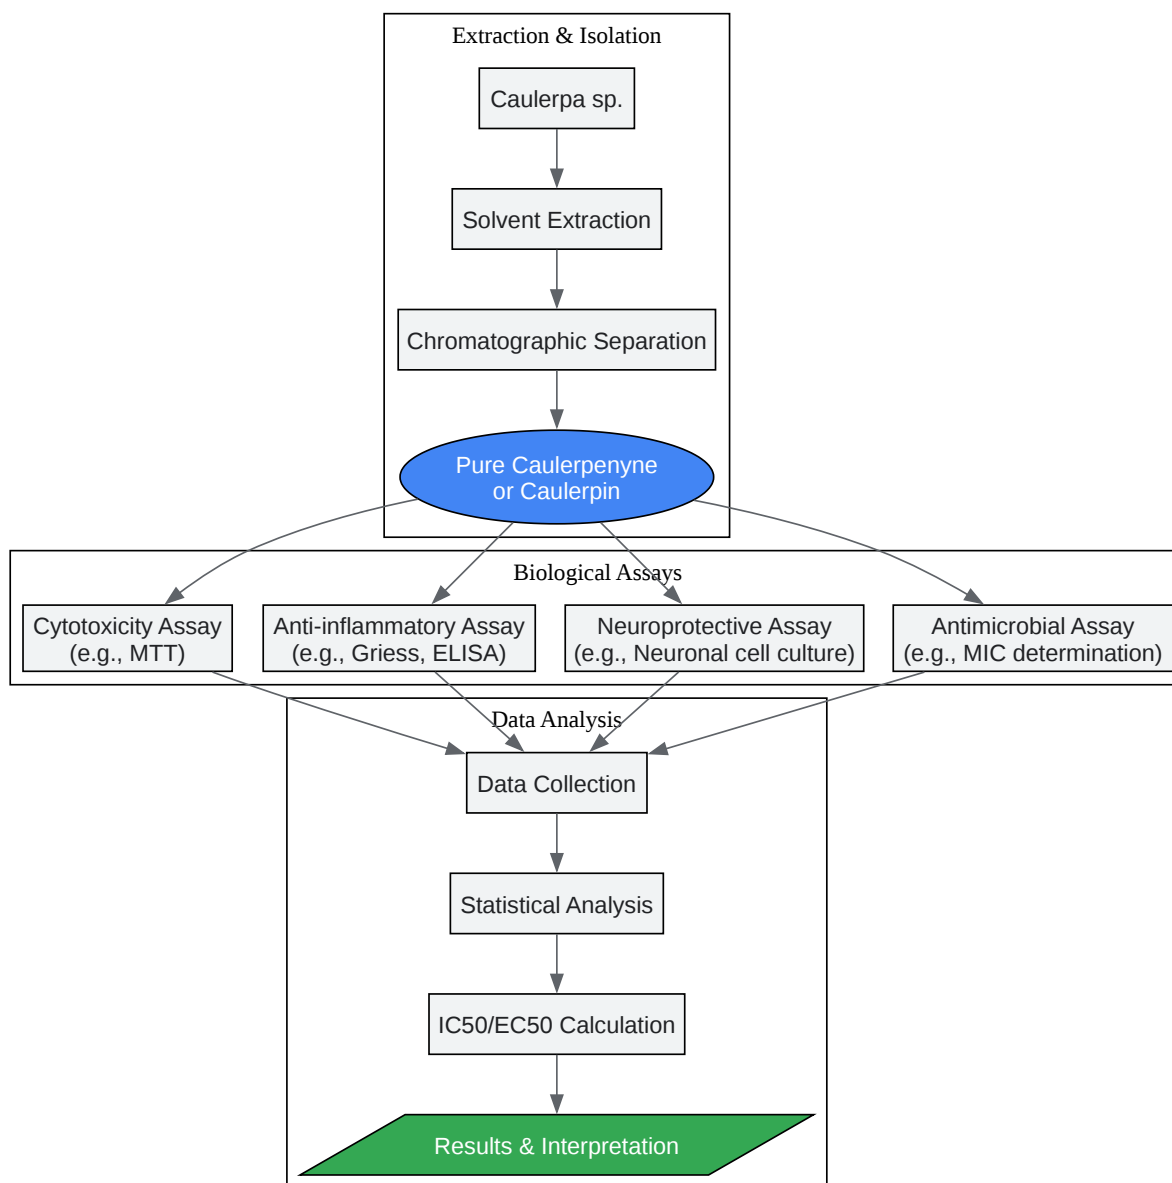 Extraction & Isolation
Caulerpa sp.
Solvent Extraction
Chromatographic Separation
Pure Caulerpenyne
or Caulerpin
Biological Assays
Cytotoxicity Assay
(e.g., MTT)
Anti-inflammatory Assay
(e.g., Griess, ELISA)
Neuroprotective Assay
(e.g., Neuronal cell culture)
Antimicrobial Assay
(e.g., MIC determination)
Data Analysis
Data Collection
Statistical Analysis
IC50/EC50 Calculation
Results & Interpretation